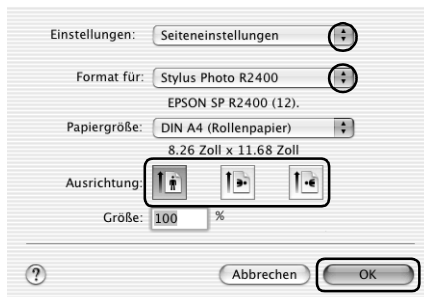 Einstellungen: Seiteneinstellungen
Format für: Stylus Photo R2400
EPSON SP R2400 (12).
Papiergröße: DIN A4 (Rollenpapier)
8.26 Zoll x 11.68 Zoll
Ausrichtung:
Größe: 100 %
? Abbrechen OK